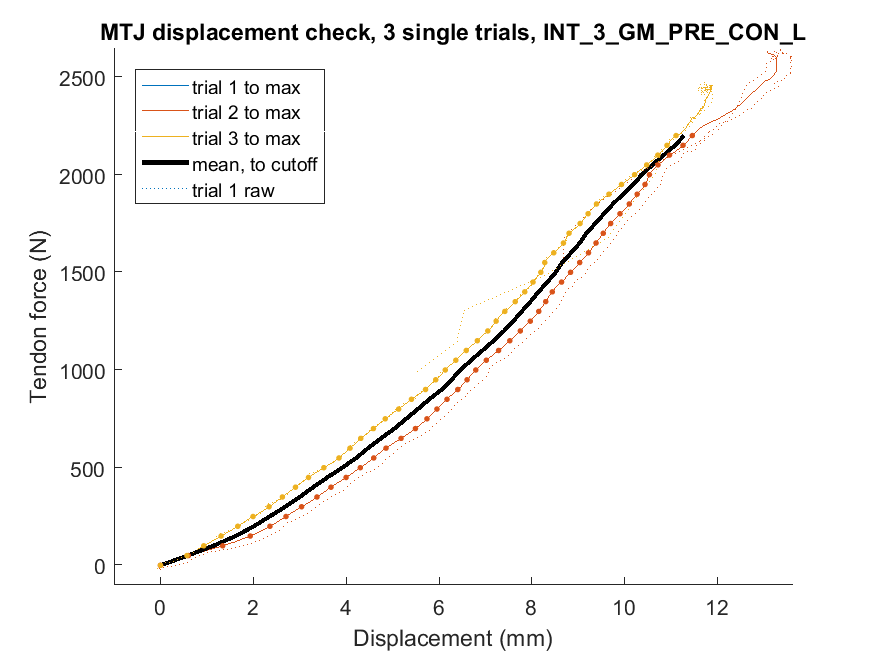 MTJ displacement check, 3 single trials, INT_3_GM_PRE_CON_L
2500
2000
1500
1000
500
0
Tendon force (N)
trial 1 to max
trial 2 to max
trial 3 to max
mean, to cutoff
trial 1 raw
0 2 4 6 8 10 12
Displacement (mm)